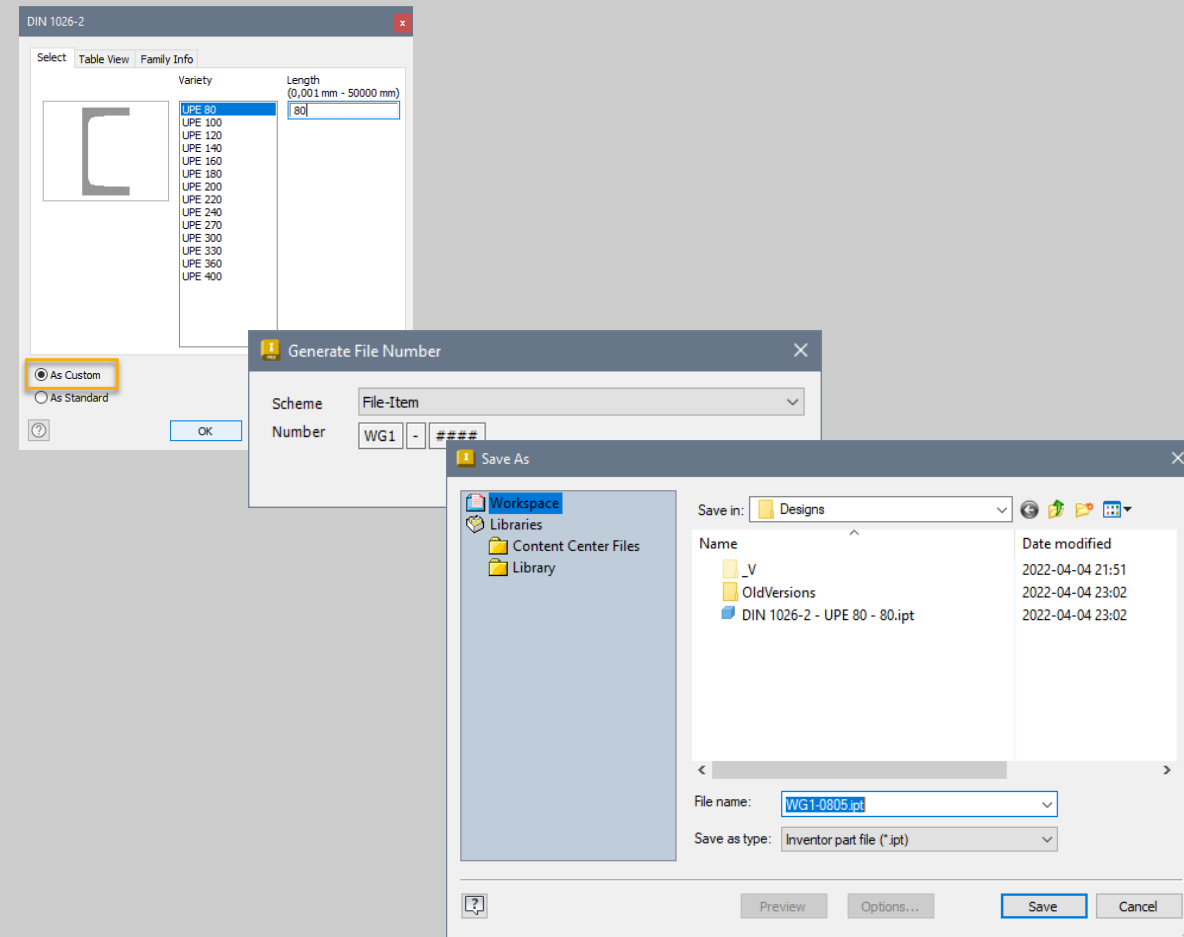 DIN 1026-2
x
Select Table View Family Info
Variety
Length
(0,001 mm - 50000 mm)
80
UPE 80
UPE 100
UPE 120
UPE 140
UPE 160
UPE 180
UPE 200
UPE 220
UPE 240
UPE 270
UPE 300
UPE 330
UPE 360
UPE 400
As Custom
As Standard
?
OK
I PRO Generate File Number
Scheme File-Item
Number WG1 - ####
I Save As
Workspace
Libraries
Content Center Files
Library
Save in: Designs
Name Date modified
_V 2022-04-04 21:51
OldVersions 2022-04-04 23:02
DIN 1026-2 - UPE 80 - 80.ipt 2022-04-04 23:02
File name: WG1-0805.ipt
Save as type: Inventor part file (*.ipt)
? Preview Options... Save Cancel